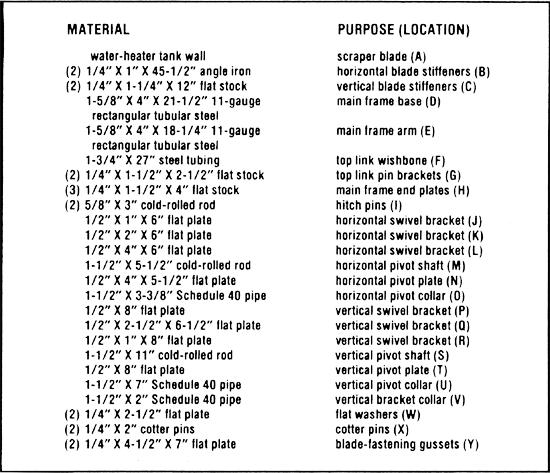 MATERIAL PURPOSE (LOCATION)
water-heater tank wall scraper blade (A)
(2) 1/4" X 1" X 45-1/2" angle iron horizontal blade stiffeners (B)
(2) 1/4" X 1-1/4" X 12" flat stock vertical blade stiffeners (C)
1-5/8" X 4" X 21-1/2" 11-gauge main frame base (D)
rectangular tubular steel
1-5/8" X 4" X 18-1/4" 11-gauge main frame arm (E)
rectangular tubular steel
1-3/4" X 27" steel tubing top link wishbone (F)
(2) 1/4" X 1-1/2" X 2-1/2" flat stock top link pin brackets (G)
(3) 1/4" X 1-1/2" X 4" flat stock main frame end plates (H)
(2) 5/8" X 3" cold-rolled rod hitch pins (I)
1/2" X 1" X 6" flat plate horizontal swivel bracket (J)
1/2" X 2" X 6" flat plate horizontal swivel bracket (K)
1/2" X 4" X 6" flat plate horizontal swivel bracket (L)
1-1/2" X 5-1/2" cold-rolled rod horizontal pivot shaft (M)
1/2" X 4" X 5-1/2" flat plate horizontal pivot plate (N)
1-1/2" X 3-3/8" Schedule 40 pipe horizontal pivot collar (O)
1/2" X 8" flat plate vertical swivel bracket (P)
1/2" X 2-1/2" X 6-1/2" flat plate vertical swivel bracket (Q)
1/2" X 1" X 8" flat plate vertical swivel bracket (R)
1-1/2" X 11" cold-rolled rod vertical pivot shaft (S)
1/2" X 8" flat plate vertical pivot plate (T)
1-1/2" X 7" Schedule 40 pipe vertical pivot collar (U)
1-1/2" X 2" Schedule 40 pipe vertical bracket collar (V)
(2) 1/4" X 2-1/2" flat plate flat washers (W)
(2) 1/4" X 2" cotter pins cotter pins (X)
(2) 1/4" X 4-1/2" X 7" flat plate blade-fastening gussets (Y)